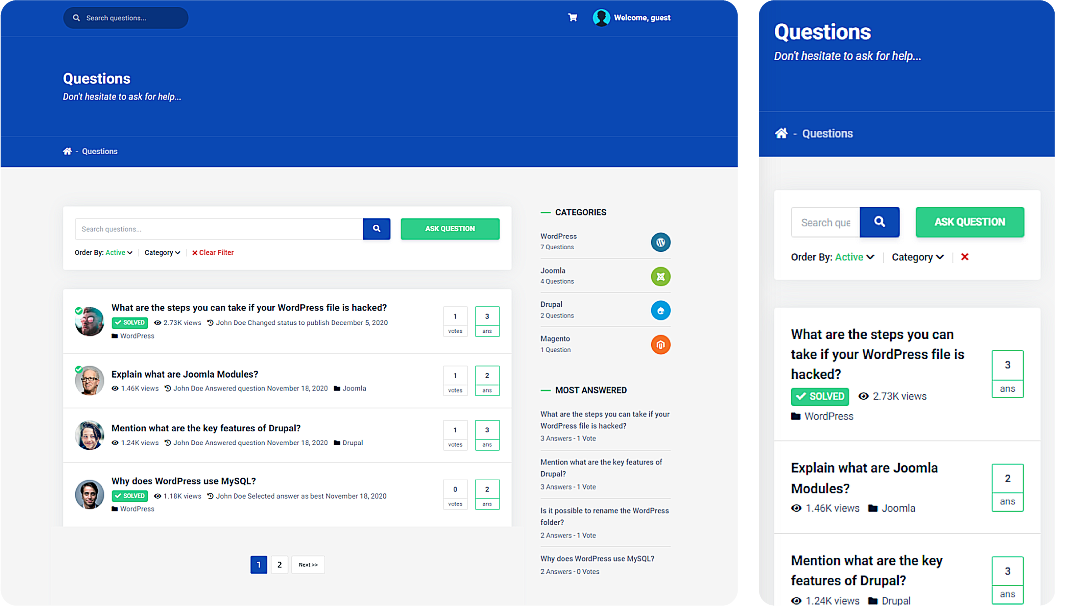 Search questions...
Welcome, guest
Questions
Don't hesitate to ask for help...
- Questions
Search questions...
ASK QUESTION
Order By: Active
Category
Clear Filter
What are the steps you can take if your WordPress file is hacked?
SOLVED 2.73K views John Doe Changed status to publish December 5, 2020
WordPress
1
votes
3
ans
Explain what are Joomla Modules?
1.46K views John Doe Answered question November 18, 2020 Joomla
1
votes
2
ans
Mention what are the key features of Drupal?
1.24K views John Doe Answered question November 18, 2020 Drupal
1
votes
3
ans
Why does WordPress use MySQL?
SOLVED 1.18K views John Doe Selected answer as best November 18, 2020
WordPress
0
votes
2
ans
1
2
Next >>
CATEGORIES
WordPress
7 Questions
Joomla
4 Questions
Drupal
2 Questions
Magento
1 Question
MOST ANSWERED
What are the steps you can take if your
WordPress file is hacked?
3 Answers - 1 Vote
Mention what are the key features of
Drupal?
3 Answers - 1 Vote
Is it possible to rename the WordPress
folder?
2 Answers - 1 Vote
Why does WordPress use MySQL?
2 Answers - 0 Votes
Questions
Don't hesitate to ask for help...
- Questions
Search que
ASK QUESTION
Order By: Active
Category
What are the steps you can
take if your WordPress file is
hacked?
SOLVED 2.73K views
WordPress
3
ans
Explain what are Joomla
Modules?
1.46K views Joomla
2
ans
Mention what are the key
features of Drupal?
1.24K views Drupal
3
ans